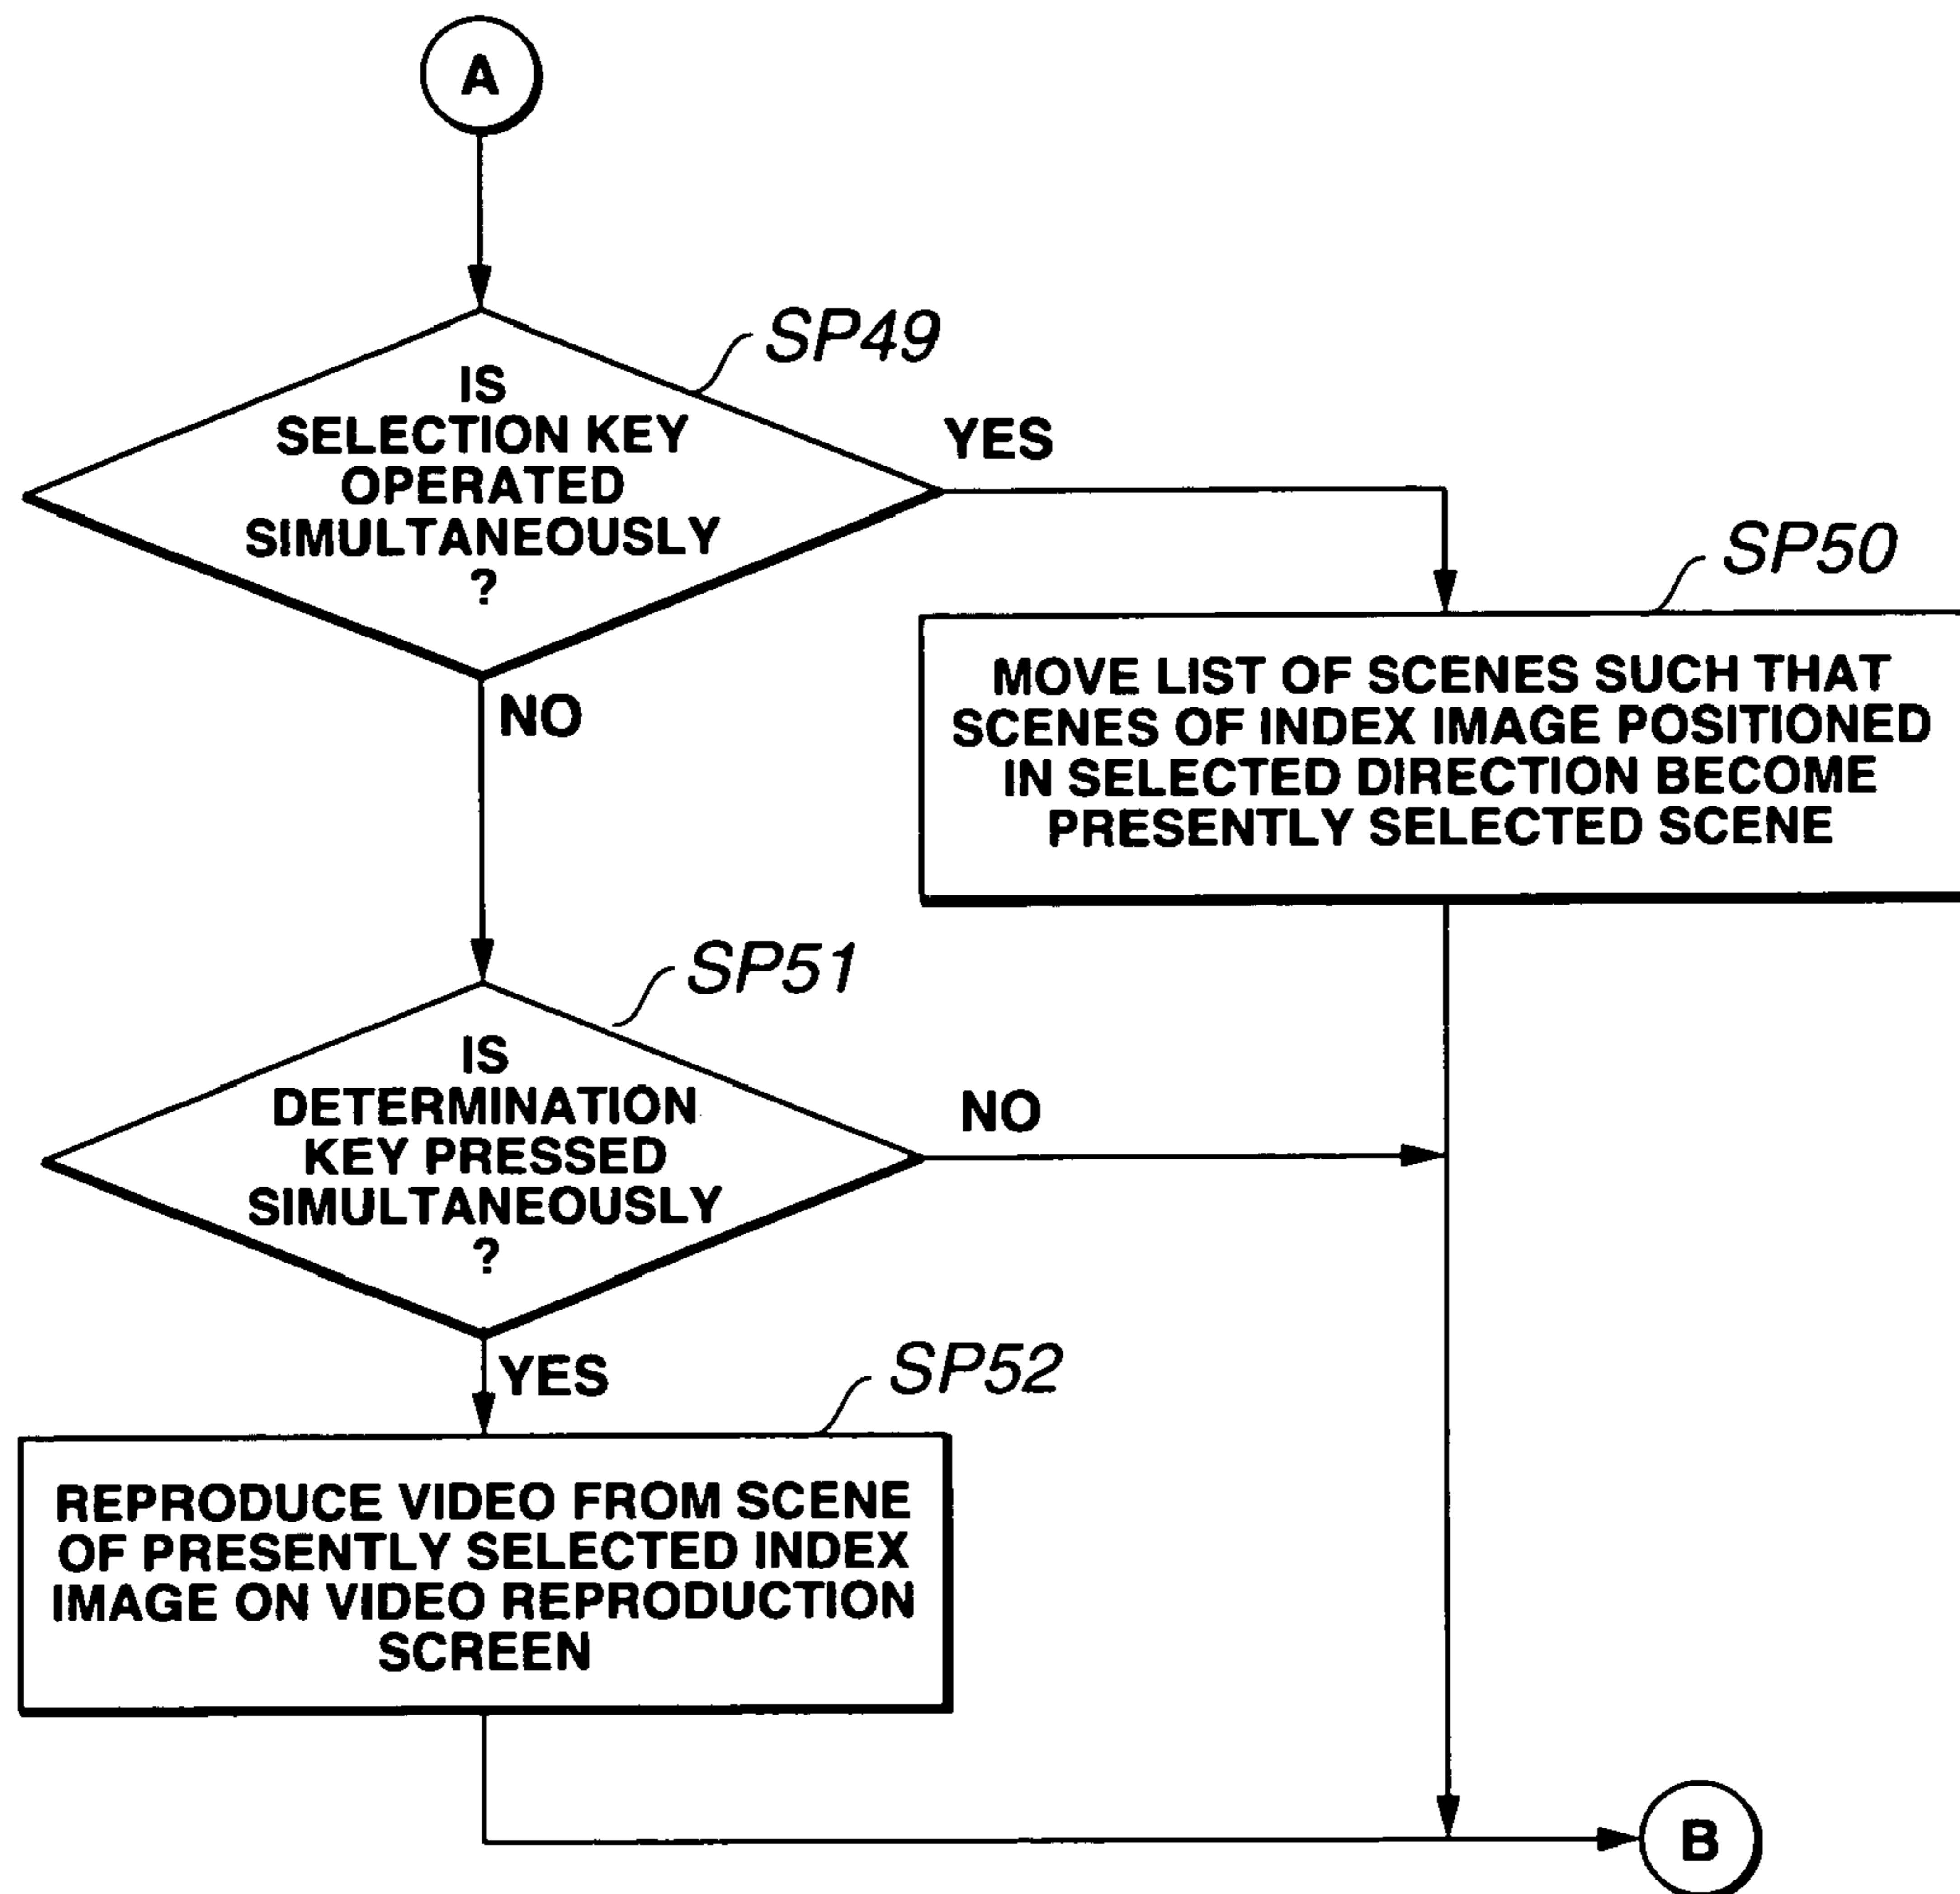 A
SP49
IS
SELECTION KEY
OPERATED
SIMULTANEOUSLY
?
YES
NO
SP50
MOVE LIST OF SCENES SUCH THAT
SCENES OF INDEX IMAGE POSITIONED
IN SELECTED DIRECTION BECOME
PRESENTLY SELECTED SCENE
SP51
IS
DETERMINATION
KEY PRESSED
SIMULTANEOUSLY
?
NO
YES
SP52
REPRODUCE VIDEO FROM SCENE
OF PRESENTLY SELECTED INDEX
IMAGE ON VIDEO REPRODUCTION
SCREEN
B